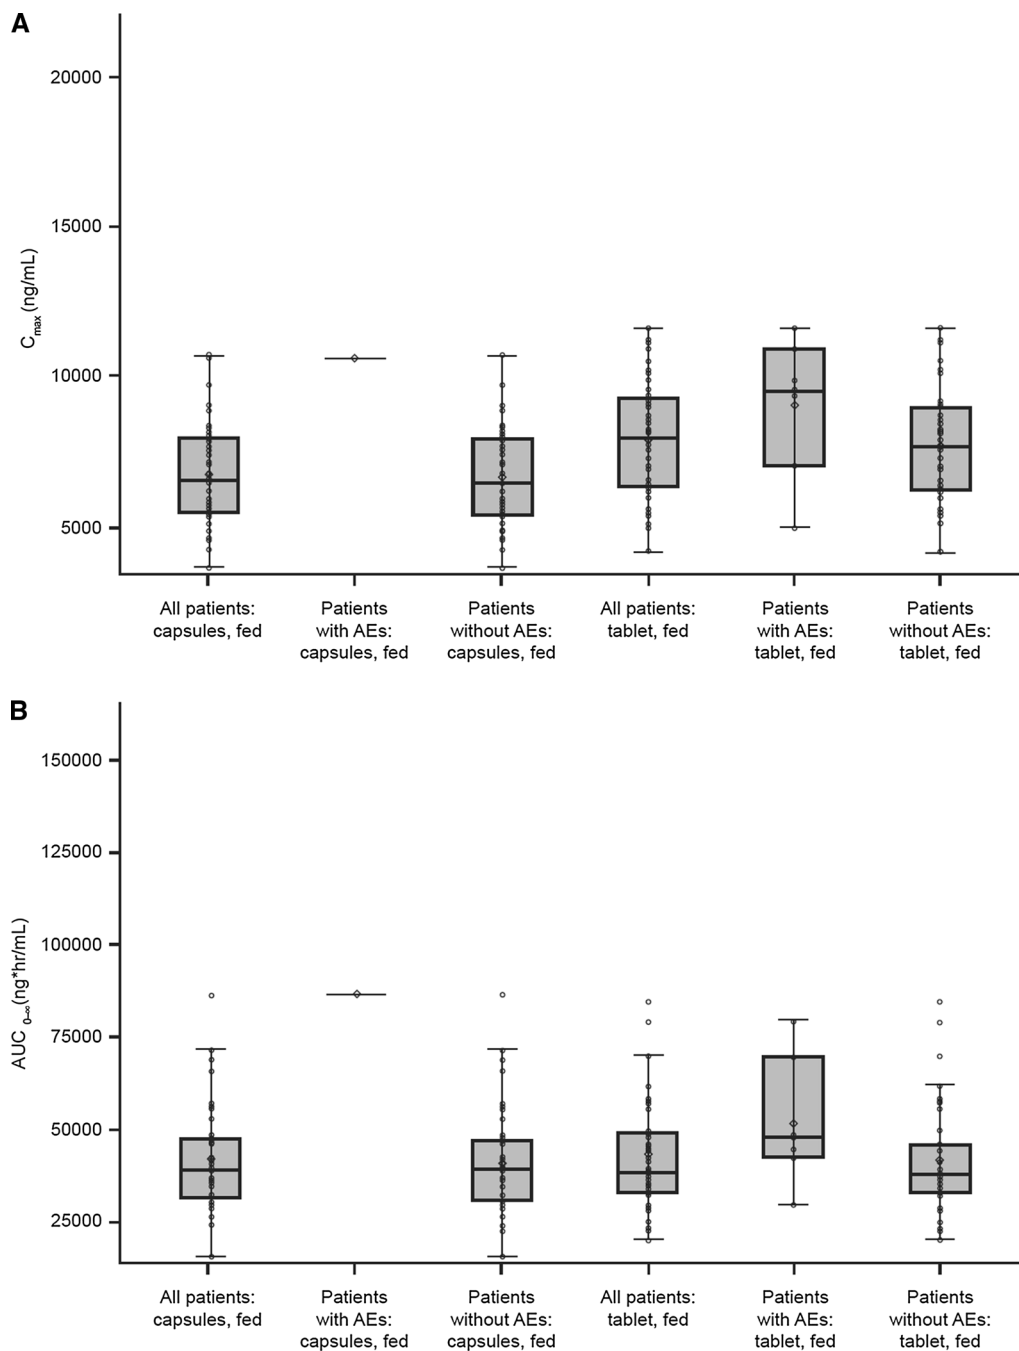 A
20000
15000
10000
5000
Cmax (ng/mL)
All patients:
capsules, fed
Patients
with AEs:
capsules, fed
Patients
without AEs:
capsules, fed
All patients:
tablet, fed
Patients
with AEs:
tablet, fed
Patients
without AEs:
tablet, fed
B
150000
125000
100000
75000
50000
25000
AUC 0–∞(ng*hr/mL)
All patients:
capsules, fed
Patients
with AEs:
capsules, fed
Patients
without AEs:
capsules, fed
All patients:
tablet, fed
Patients
with AEs:
tablet, fed
Patients
without AEs:
tablet, fed